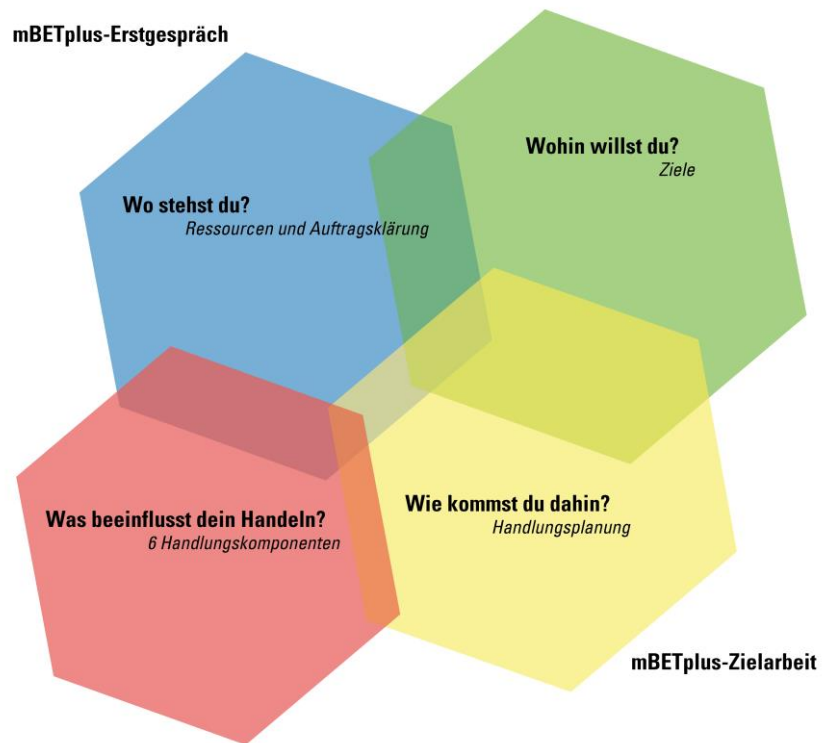 mBETplus-Erstgespräch
Wohin willst du?
Ziele
Wo stehst du?
Ressourcen und Auftragsklärung
Was beeinflusst dein Handeln?
6 Handlungskomponenten
Wie kommst du dahin?
Handlungsplanung
mBETplus-Zielarbeit